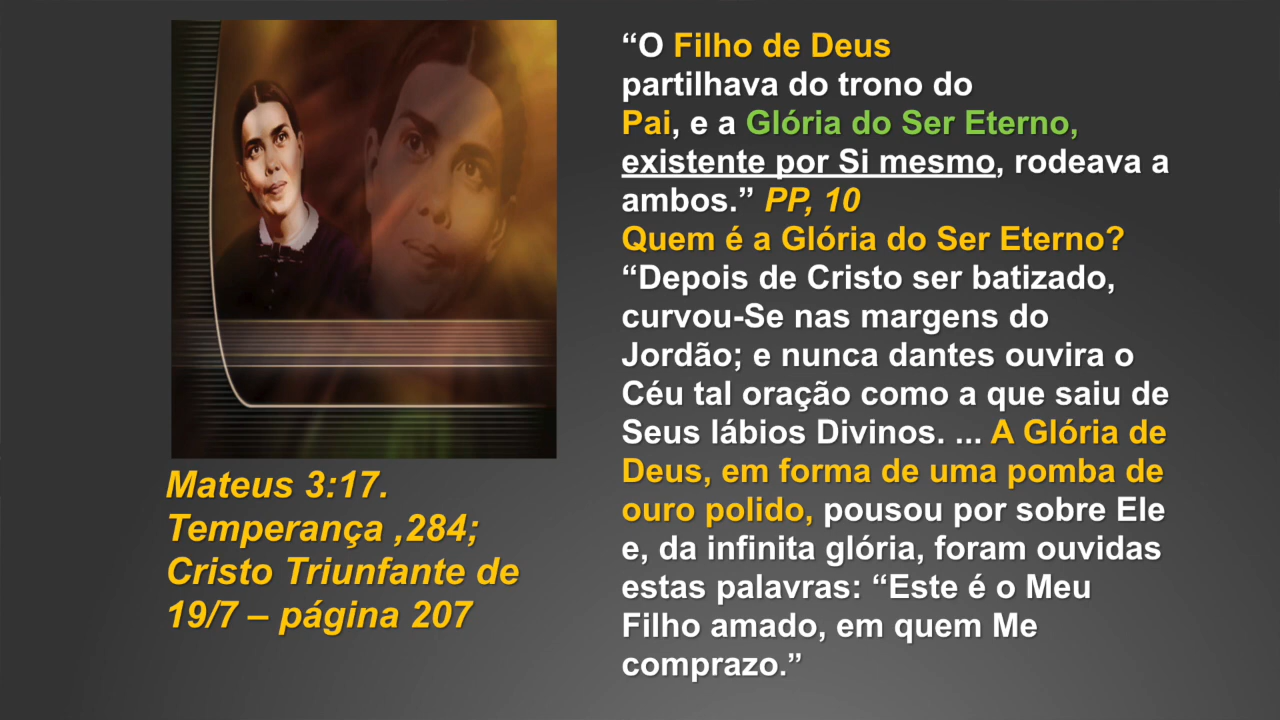 “O Filho de Deus
partilhava do trono do
Pai, e a Glória do Ser Eterno,
existente por Si mesmo, rodeava a
ambos.” PP, 10
Quem é a Glória do Ser Eterno?
“Depois de Cristo ser batizado,
curvou-Se nas margens do
Jordão; e nunca dantes ouvira o
Céu tal oração como a que saiu de
Seus lábios Divinos. ... A Glória de
Deus, em forma de uma pomba de
ouro polido, pousou por sobre Ele
e, da infinita glória, foram ouvidas
estas palavras: “Este é o Meu
Filho amado, em quem Me
comprazo.”
Mateus 3:17.
Temperança ,284;
Cristo Triunfante de
19/7 – página 207